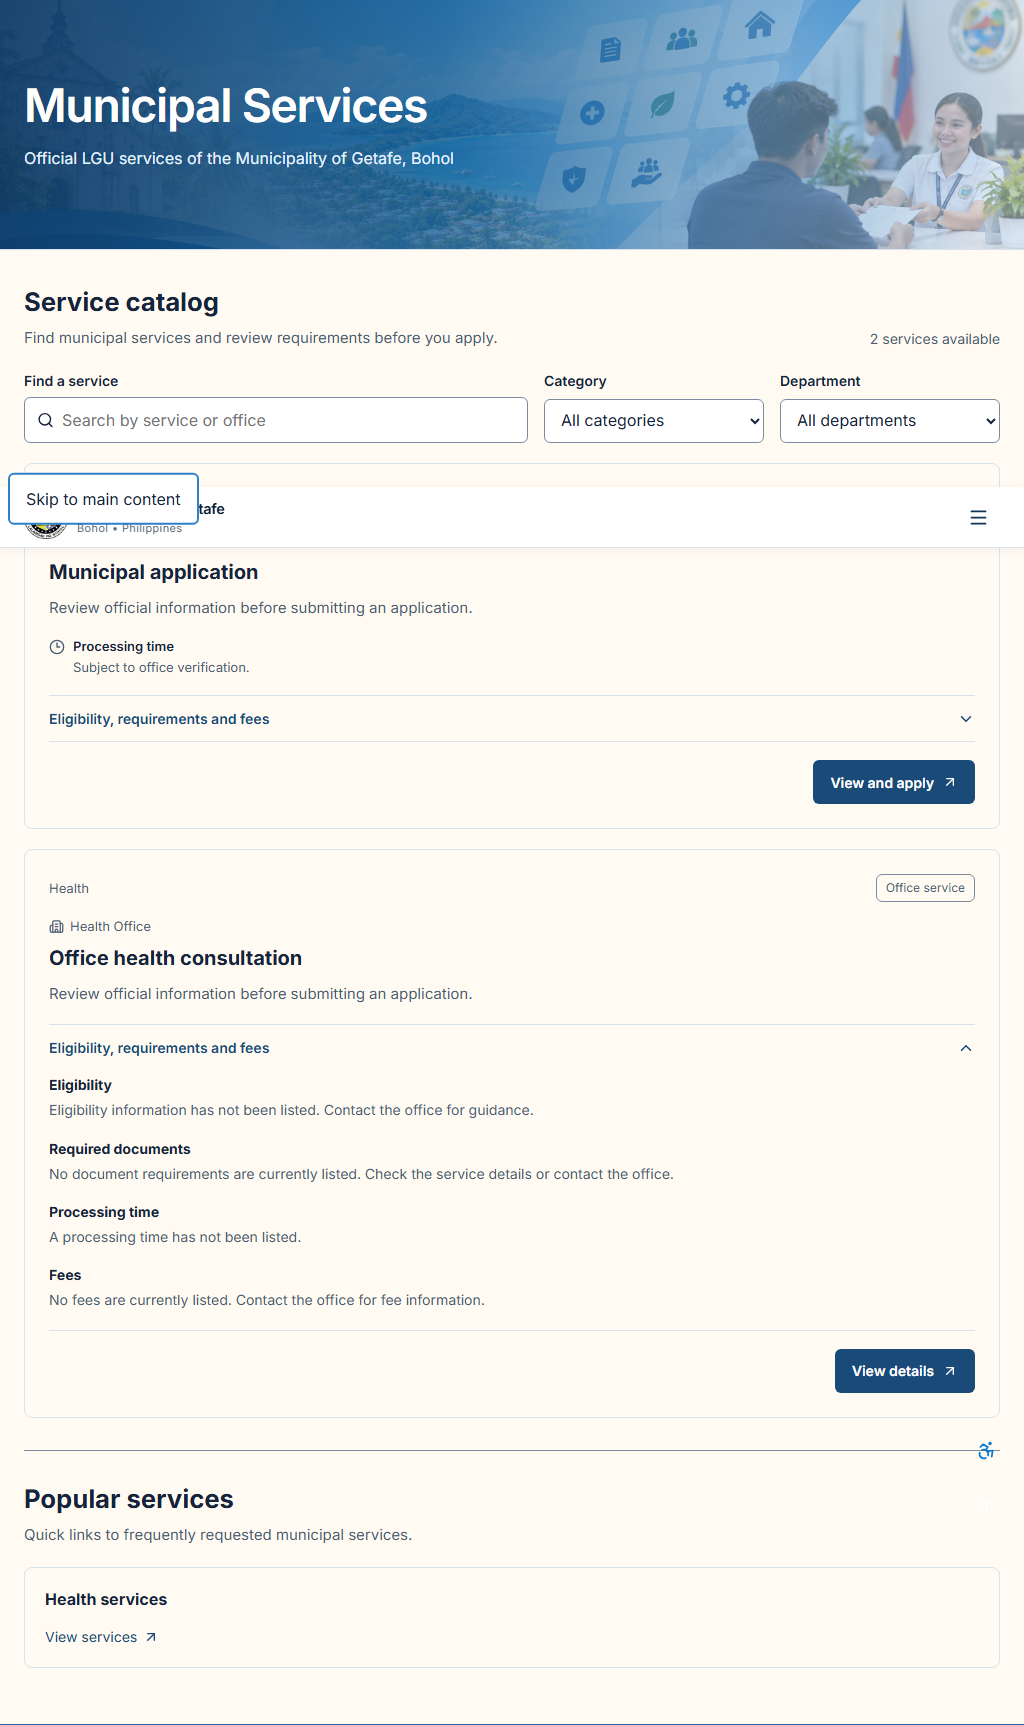 Municipal Services
Official LGU services of the Municipality of Getafe, Bohol
Service catalog
Find municipal services and review requirements before you apply.
2 services available
Find a service
Category
Department
Search by service or office
All categories
All departments
Skip to main content
tafe
Bohol • Philippines
Municipal application
Review official information before submitting an application.
Processing time
Subject to office verification.
Eligibility, requirements and fees
View and apply
Health
Office service
Health Office
Office health consultation
Review official information before submitting an application.
Eligibility, requirements and fees
Eligibility
Eligibility information has not been listed. Contact the office for guidance.
Required documents
No document requirements are currently listed. Check the service details or contact the office.
Processing time
A processing time has not been listed.
Fees
No fees are currently listed. Contact the office for fee information.
View details
Popular services
Quick links to frequently requested municipal services.
Health services
View services